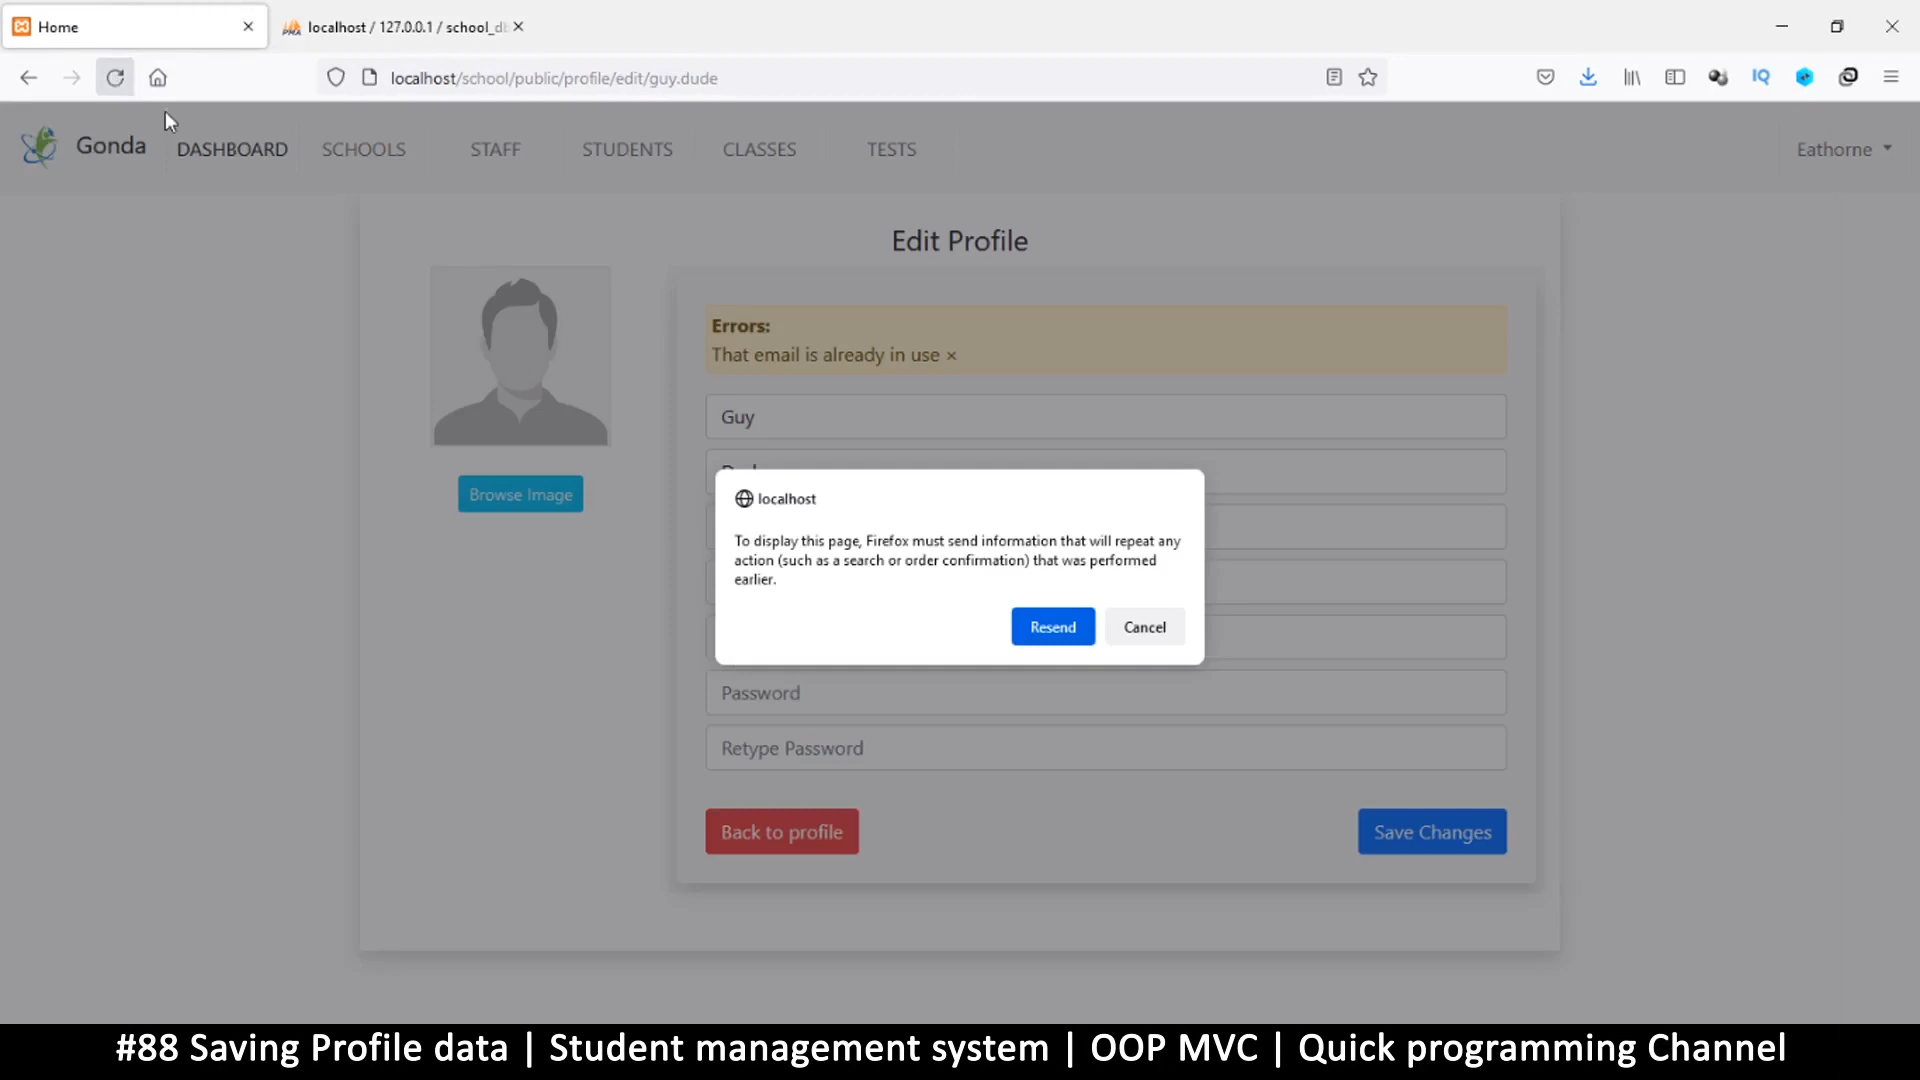 Home
localhost / 127.0.0.1 / school_d
localhost/school/public/profile/edit/guy.dude
IQ
Gonda
DASHBOARD
SCHOOLS
STAFF
STUDENTS
CLASSES
TESTS
Eathorne
Edit Profile
Errors:
That email is already in use ×
Guy
Browse Image
localhost
To display this page, Firefox must send information that will repeat any
action (such as a search or order confirmation) that was performed
earlier.
Resend
Cancel
Password
Retype Password
Back to profile
Save Changes
#88 Saving Profile data | Student management system | OOP MVC | Quick programming Channel